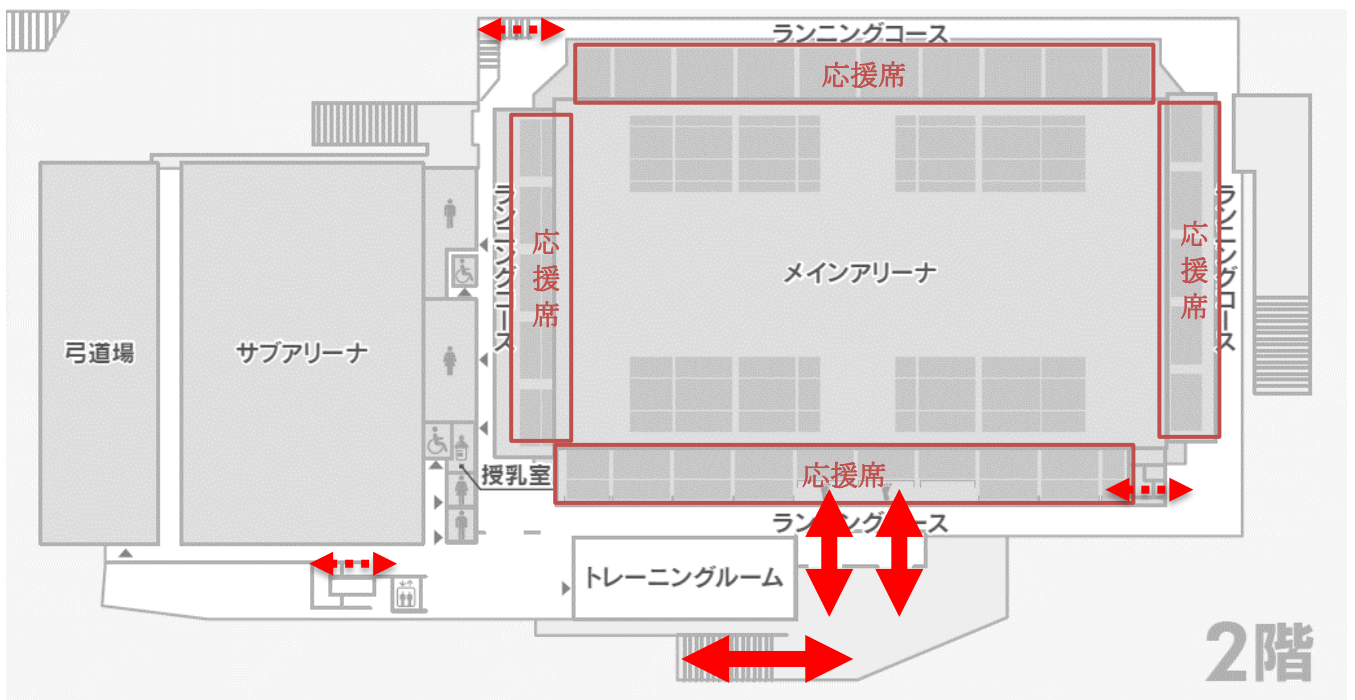 ランニングコース
応援席
ランニングコース
応援席
メインアリーナ
応援席
ランニングコース
弓道場
サブアリーナ
授乳室
応援席
ランニングコース
トレーニングルーム
2階